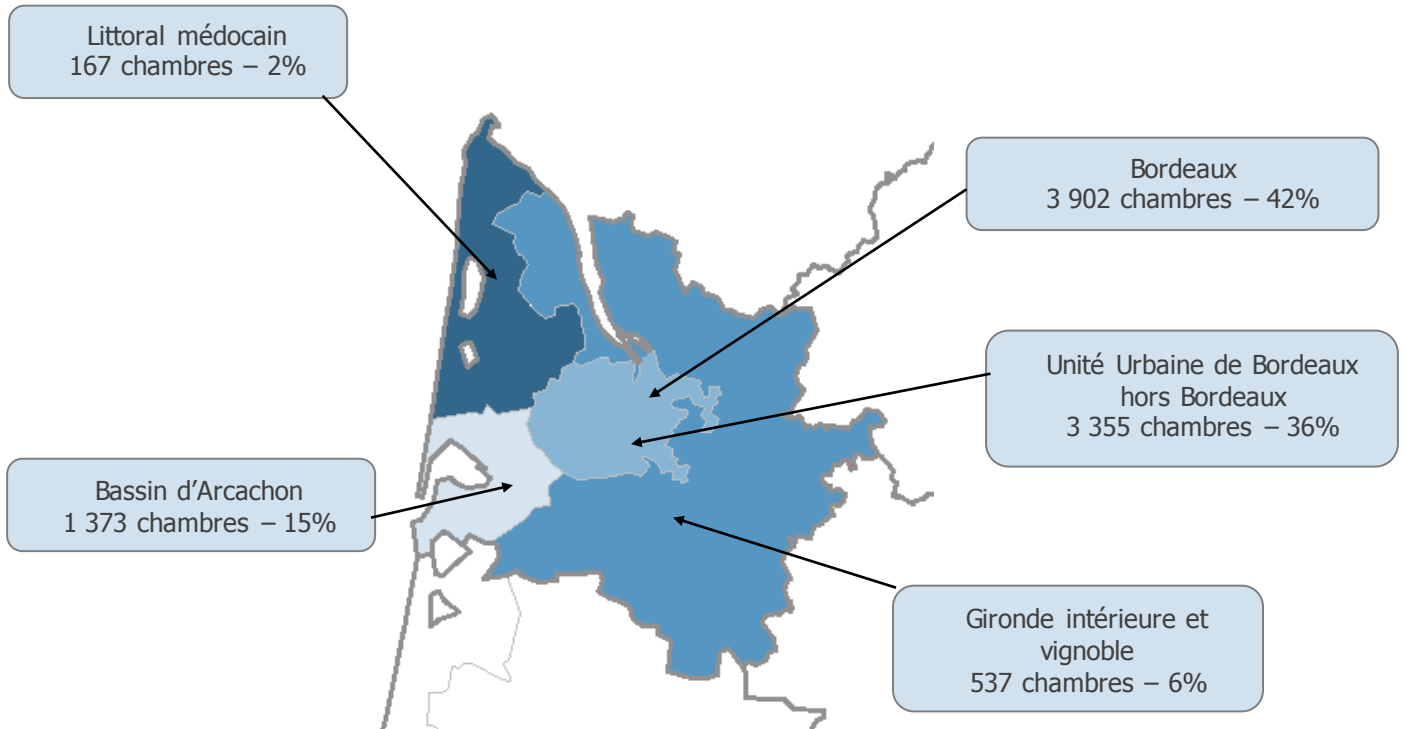 Littoral médocain
167 chambres – 2%
Bordeaux
3 902 chambres – 42%
Unité Urbaine de Bordeaux
hors Bordeaux
3 355 chambres – 36%
Bassin d’Arcachon
1 373 chambres – 15%
Gironde intérieure et
vignoble
537 chambres – 6%